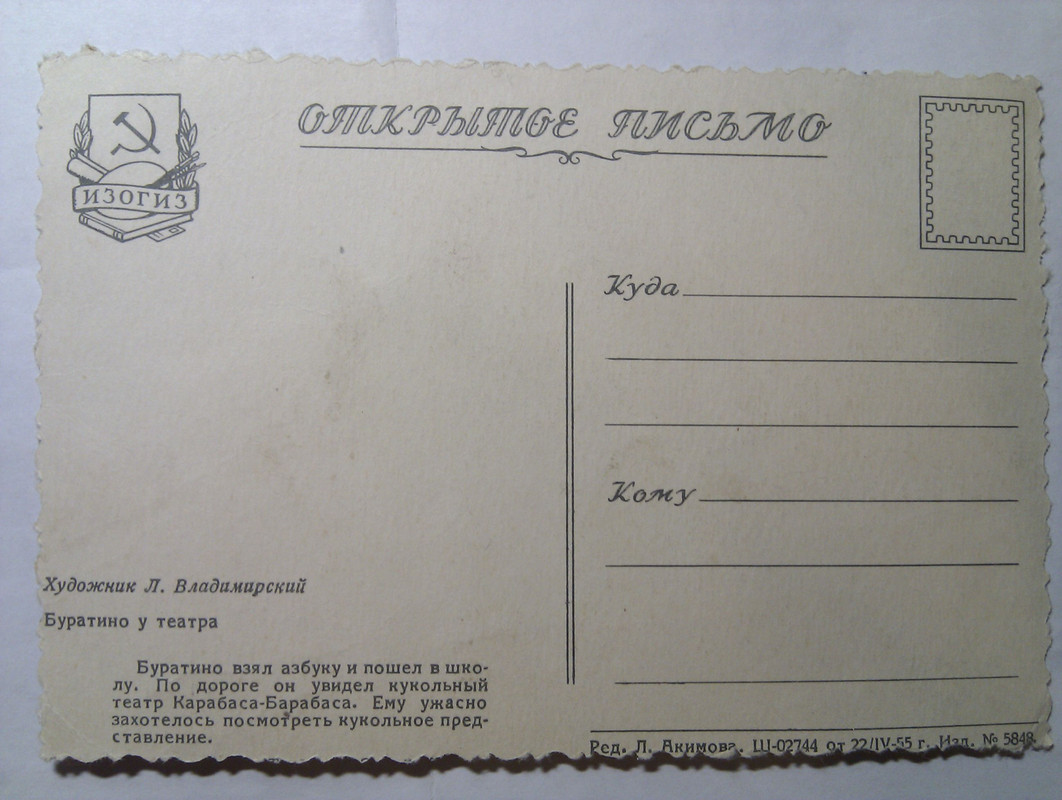 ОТКРЫТОЕ ПИСЬМО
ИЗОГИЗ
Куда
Кому
Художник Л. Владимирский
Буратино у театра
Буратино взял азбуку и пошел в шко-
лу. По дороге он увидел кукольный
театр Карабаса-Барабаса. Ему ужасно
захотелось посмотреть кукольное пред-
ставление.
Ред. Л. Акимова. Ш-02744 от 22/IV-55 г. Изд. № 5848.